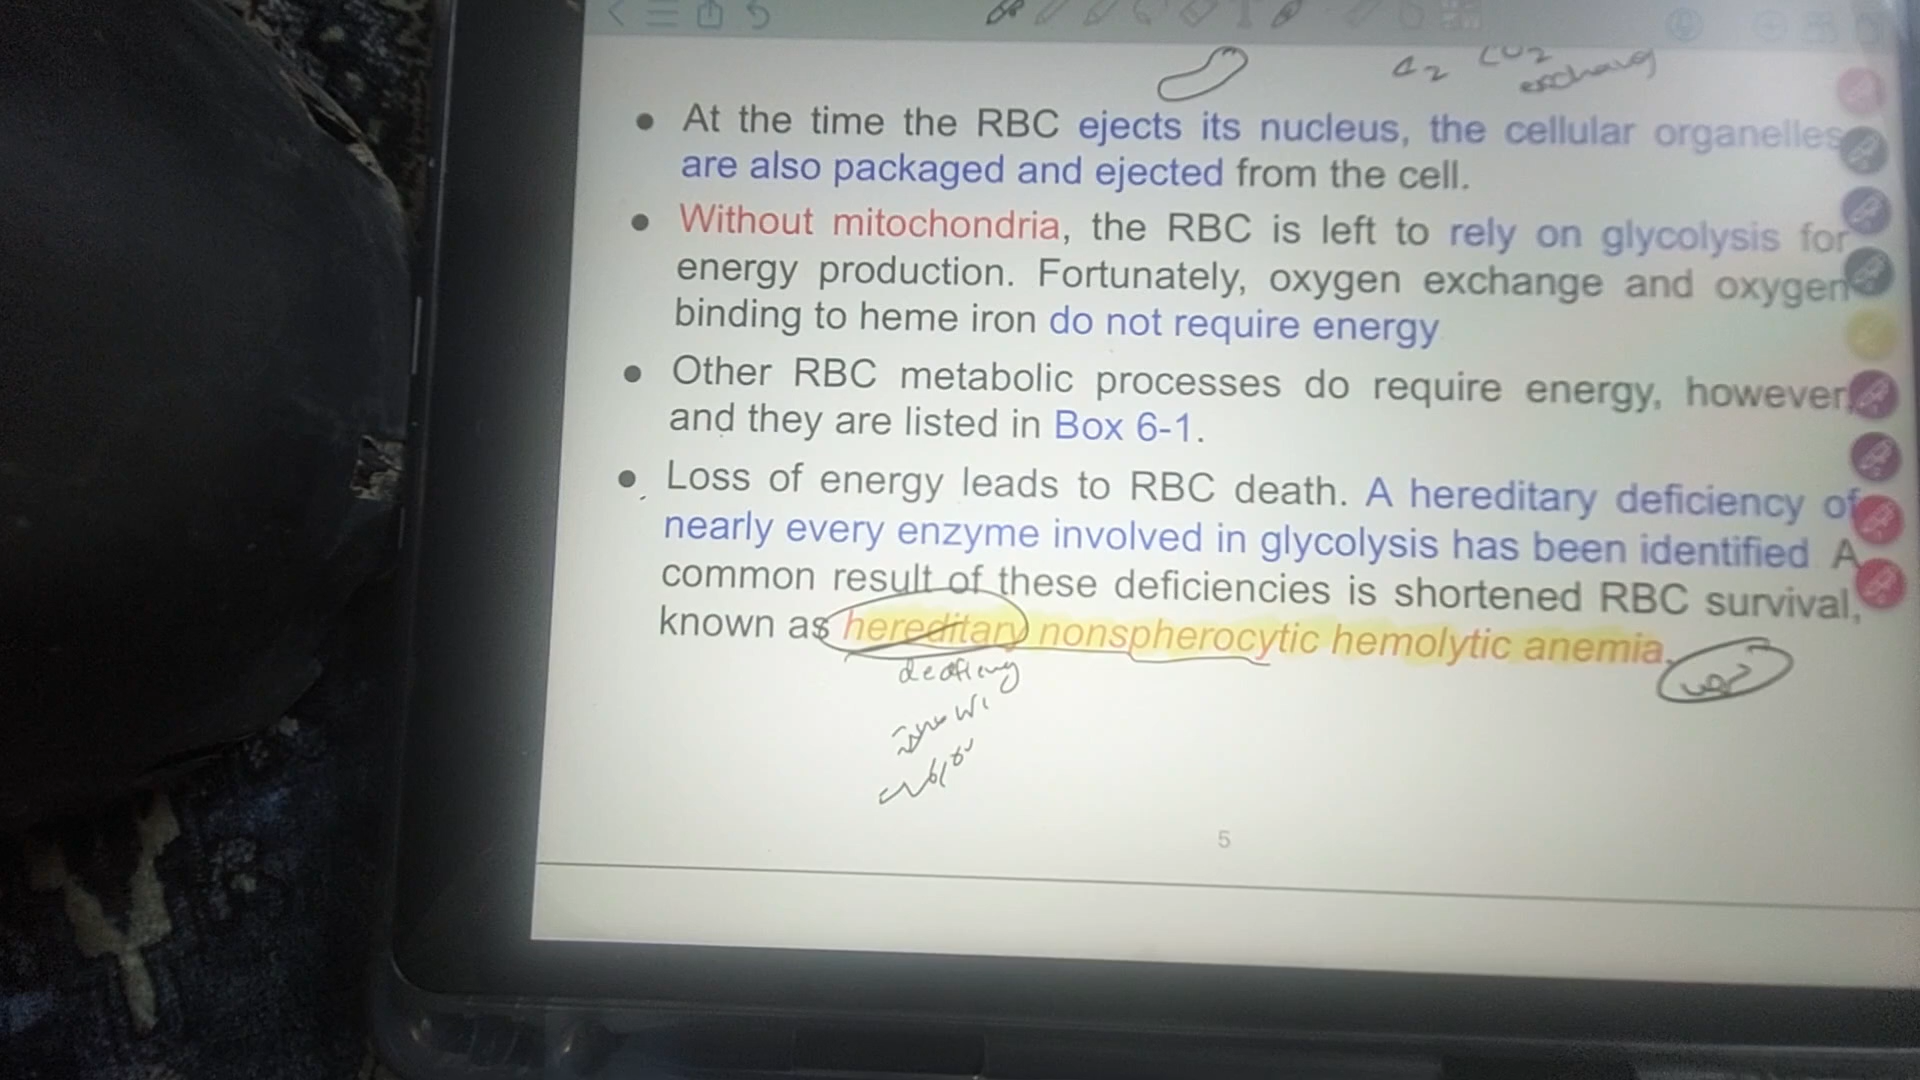 CO2
exchang
● At the time the RBC ejects its nucleus, the cellular organelles
are also packaged and ejected from the cell.
● Without mitochondria, the RBC is left to rely on glycolysis for
energy production. Fortunately, oxygen exchange and oxygen
binding to heme iron do not require energy
● Other RBC metabolic processes do require energy, however,
and they are listed in Box 6-1.
● Loss of energy leads to RBC death. A hereditary deficiency of
nearly every enzyme involved in glycolysis has been identified A
common result of these deficiencies is shortened RBC survival,
known as hereditary nonspherocytic hemolytic anemia.
5